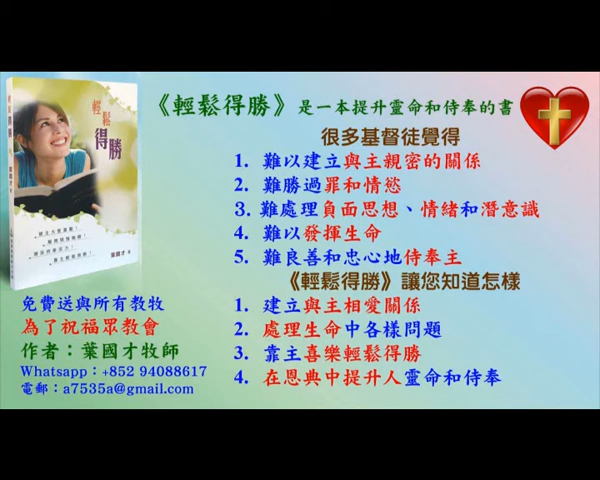 《輕鬆得勝》是一本提升靈命和侍奉的書
很多基督徒覺得
1. 難以建立與主親密的關係
2. 難勝過罪和情慾
3. 難處理負面思想、情緒和潛意識
4. 難以發揮生命
5. 難良善和忠心地侍奉主
《輕鬆得勝》讓您知道怎樣
1. 建立與主相愛關係
2. 處理生命中各樣問題
3. 靠主喜樂輕鬆得勝
4. 在恩典中提升人靈命和侍奉
輕鬆
得勝
葉國才 著
輕鬆得勝
免費送與所有教牧
為了祝福眾教會
作者：葉國才牧師
Whatsapp：+852 94088617
電郵：a7535a@gmail.com